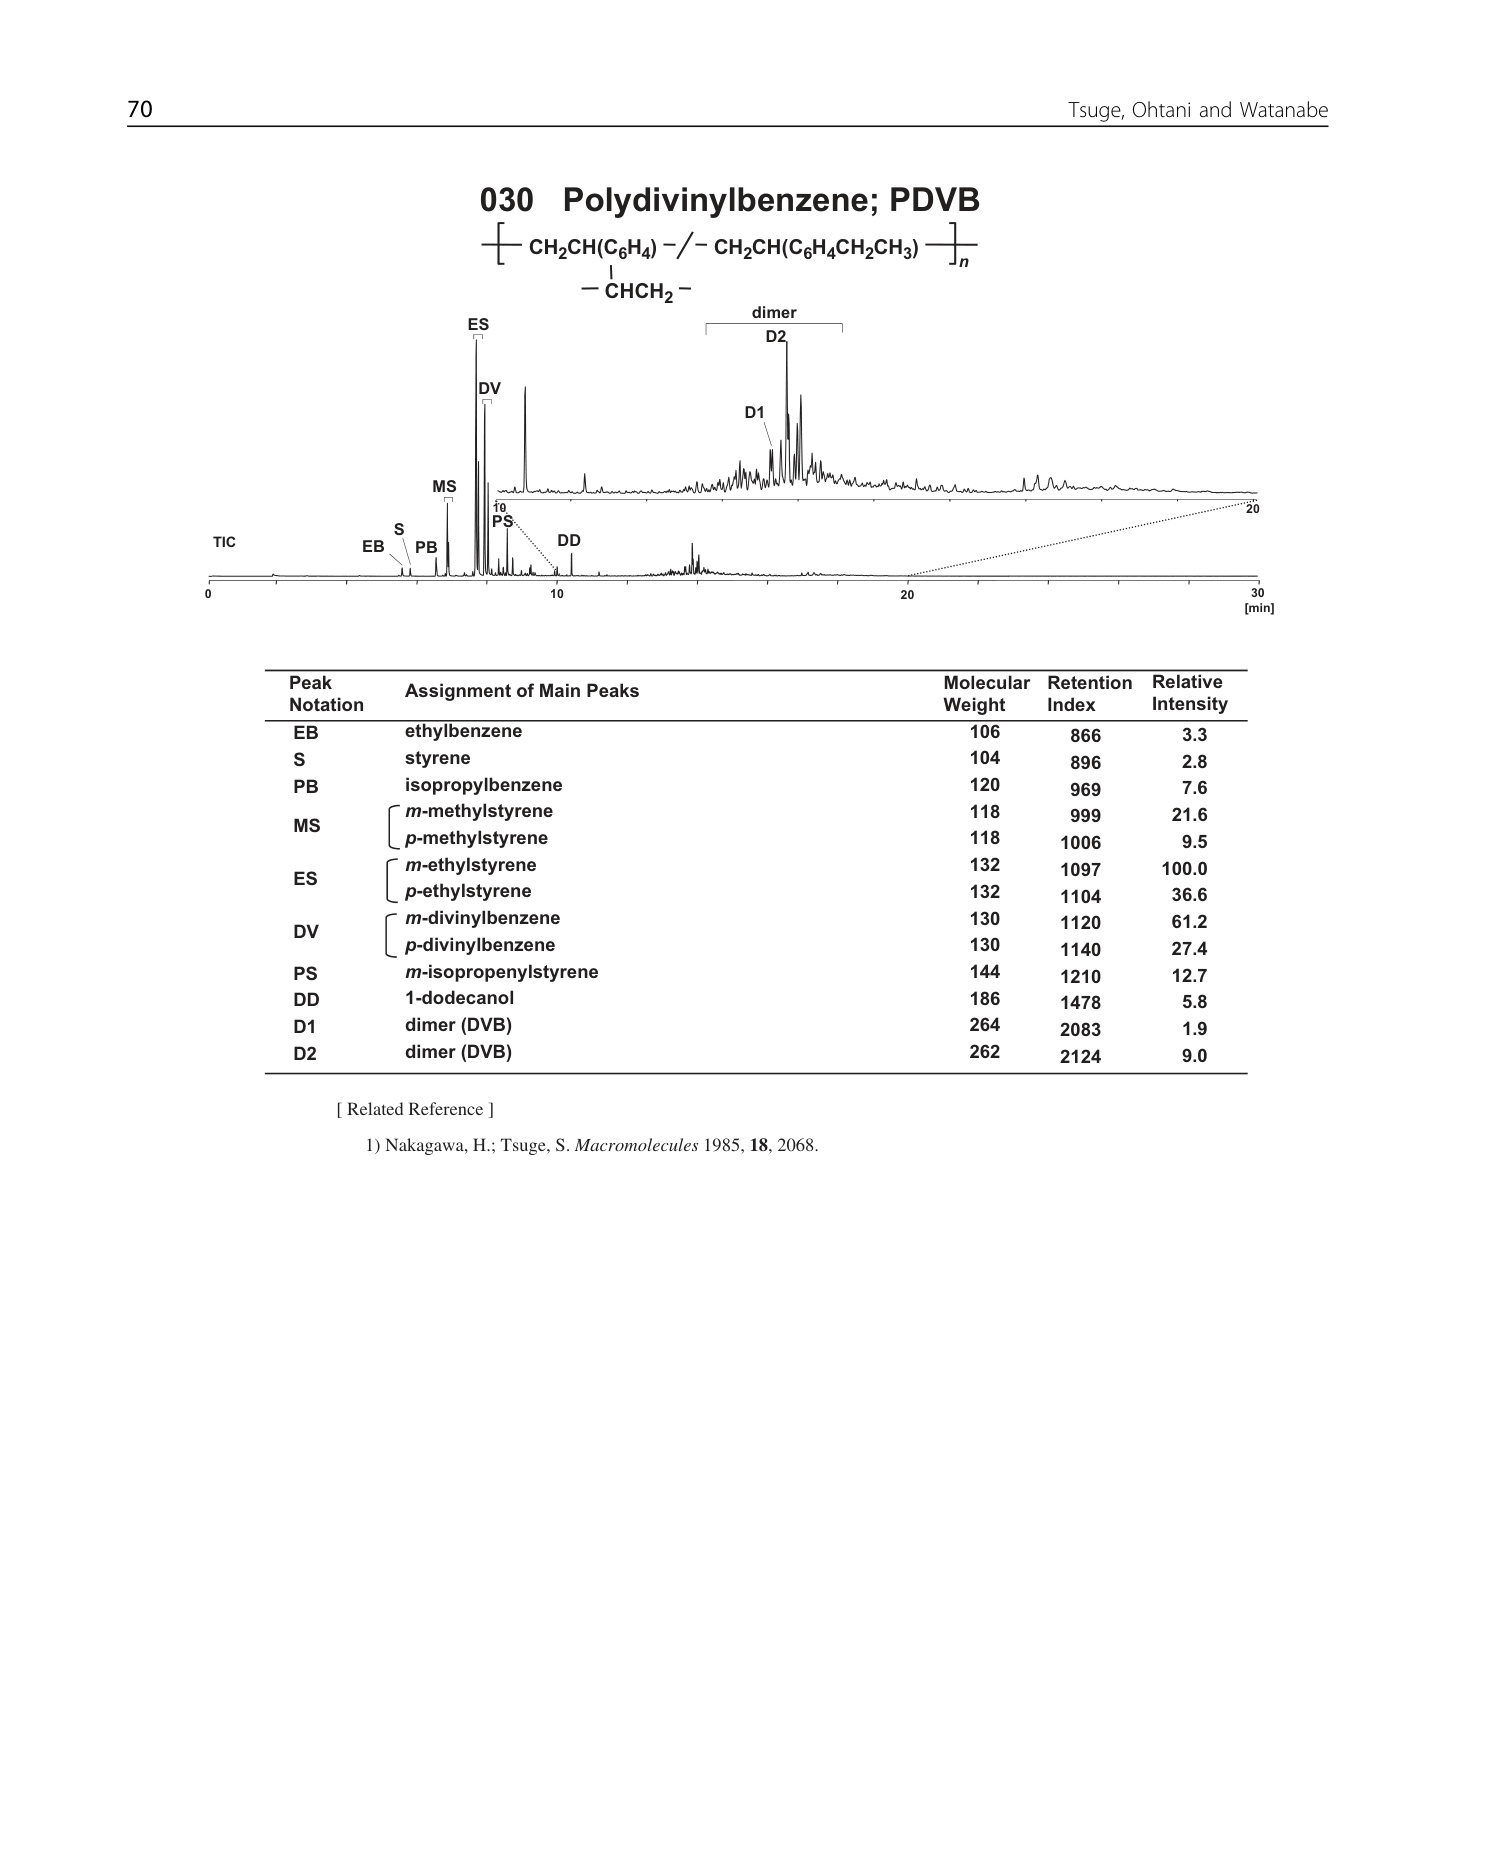 70 Tsuge, Ohtani and Watanabe
030 Polydivinylbenzene; PDVB
[ CH2CH(C6H4) / CH2CH(C6H4CH2CH3) ]n
CHCH2
dimer
ES
D2
DV
D1
MS
10 20
PS
S
DD
TIC
EB
PB
0 10 20 30
[min]
Peak Notation Assignment of Main Peaks Molecular Weight Retention Index Relative Intensity
EB ethylbenzene 106 866 3.3
S styrene 104 896 2.8
PB isopropylbenzene 120 969 7.6
MS m-methylstyrene 118 999 21.6
p-methylstyrene 118 1006 9.5
ES m-ethylstyrene 132 1097 100.0
p-ethylstyrene 132 1104 36.6
DV m-divinylbenzene 130 1120 61.2
p-divinylbenzene 130 1140 27.4
PS m-isopropenylstyrene 144 1210 12.7
DD 1-dodecanol 186 1478 5.8
D1 dimer (DVB) 264 2083 1.9
D2 dimer (DVB) 262 2124 9.0
[ Related Reference ]
1) Nakagawa, H.; Tsuge, S. Macromolecules 1985, 18, 2068.